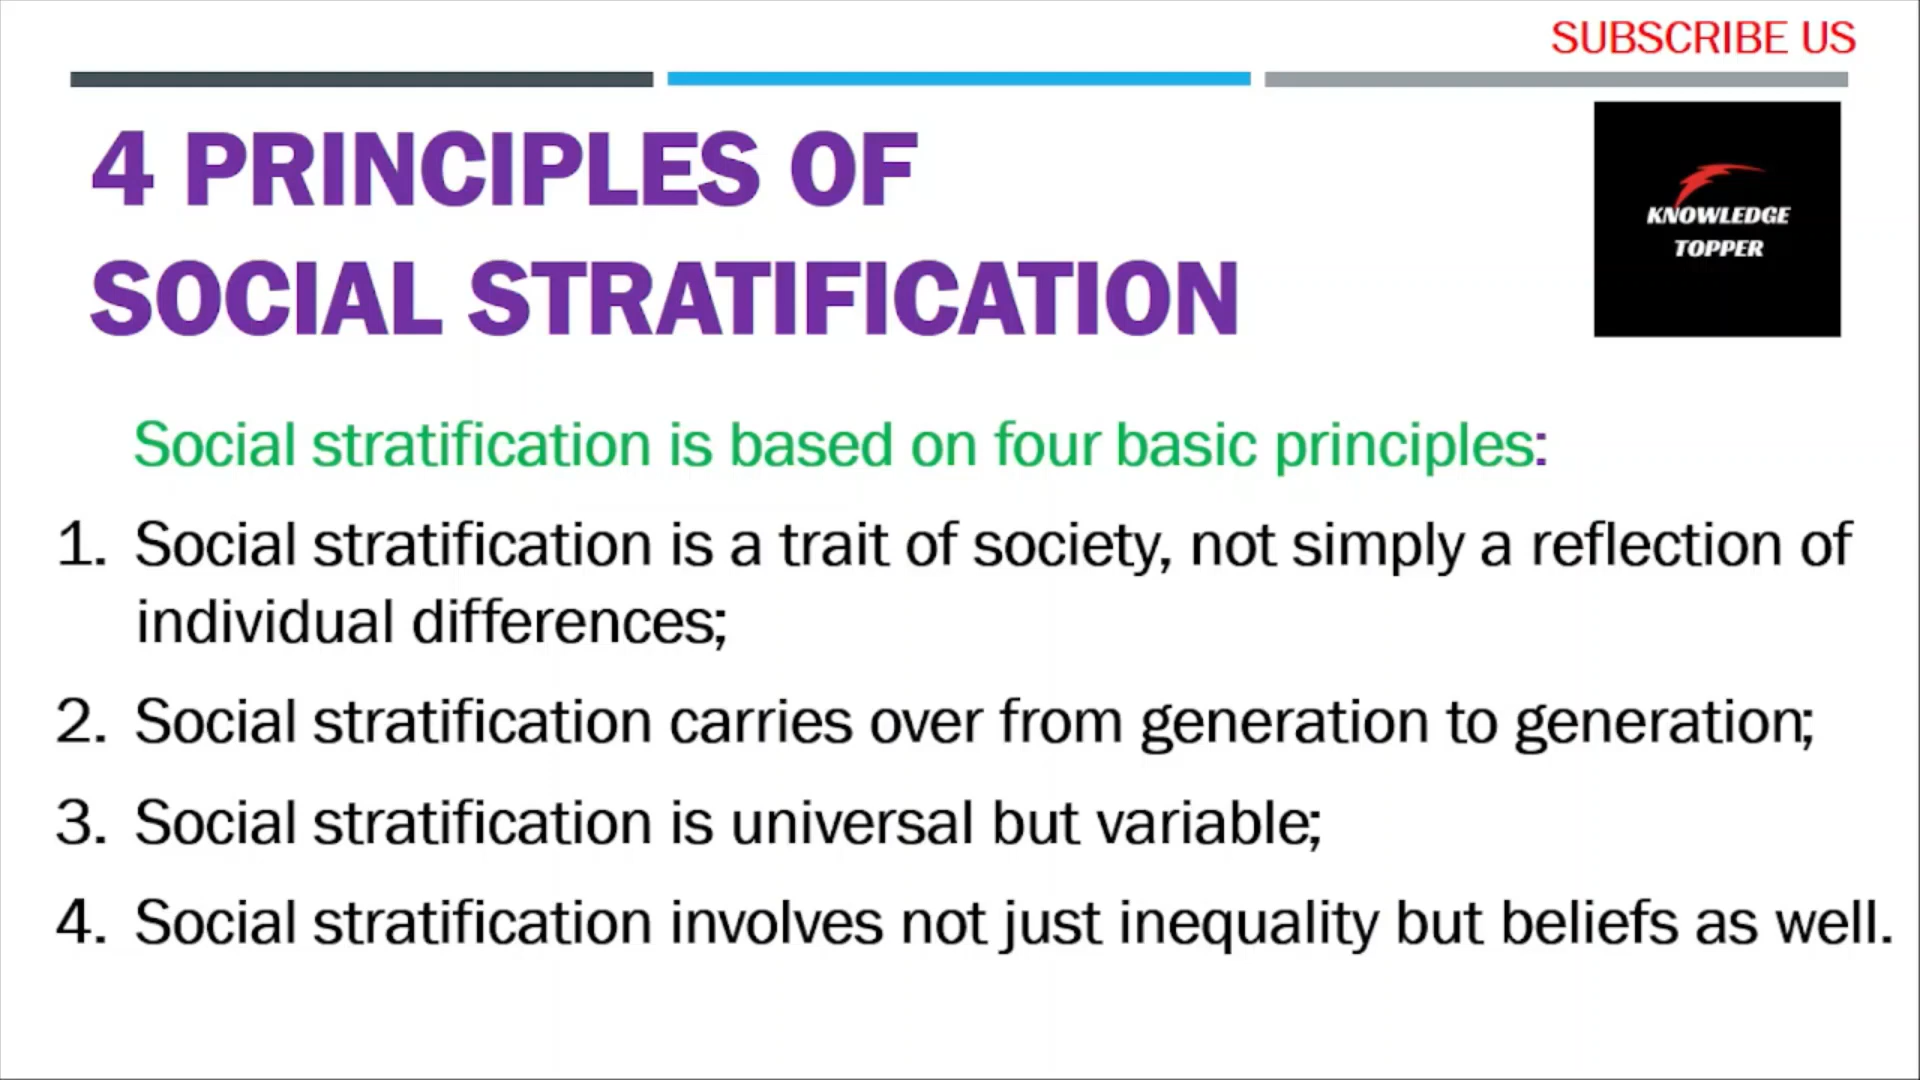 SUBSCRIBE US
4 PRINCIPLES OF
SOCIAL STRATIFICATION
KNOWLEDGE
TOPPER
Social stratification is based on four basic principles:
1. Social stratification is a trait of society, not simply a reflection of
individual differences;
2. Social stratification carries over from generation to generation;
3. Social stratification is universal but variable;
4. Social stratification involves not just inequality but beliefs as well.